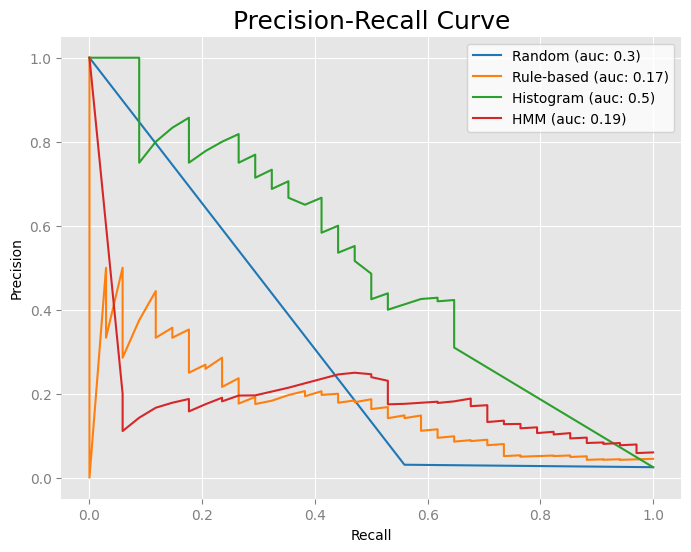 Precision-Recall Curve
Random (auc: 0.3)
Rule-based (auc: 0.17)
Histogram (auc: 0.5)
HMM (auc: 0.19)
1.0
0.8
0.6
0.4
0.2
0.0
Precision
0.0 0.2 0.4 0.6 0.8 1.0
Recall